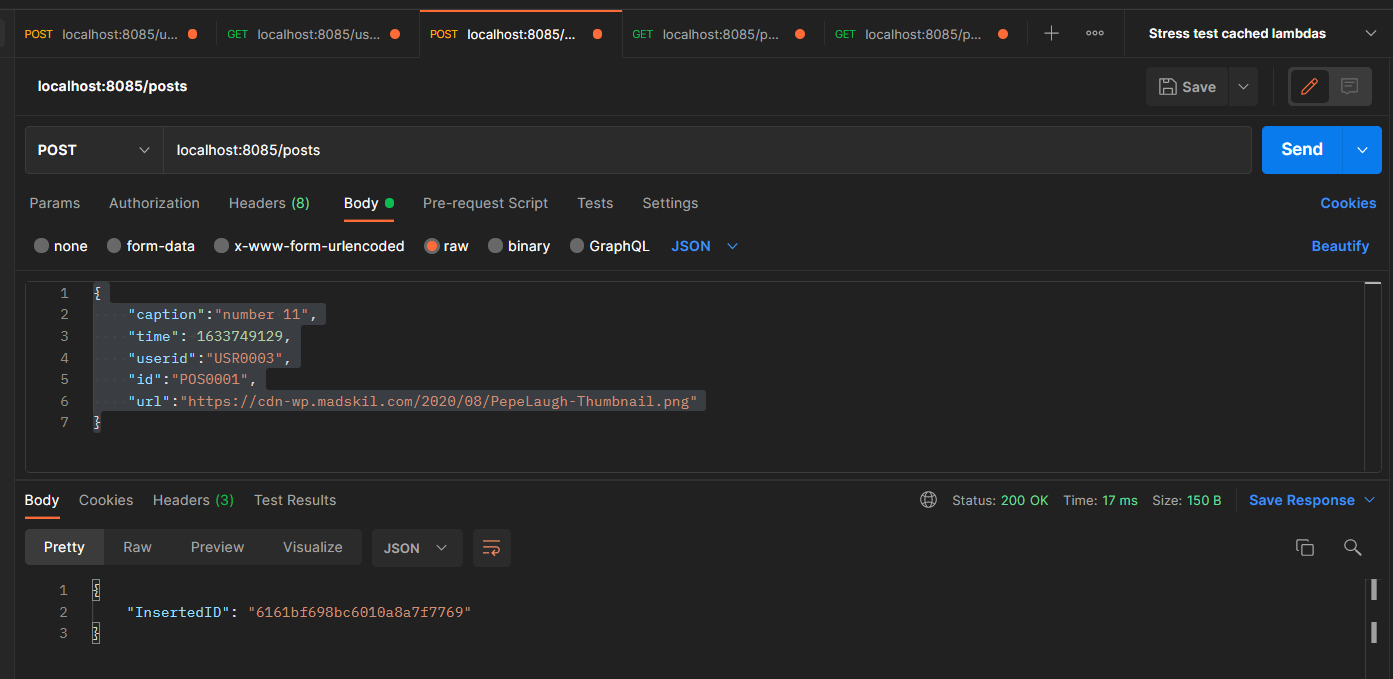 POST localhost:8085/u... GET localhost:8085/us... POST localhost:8085/... GET localhost:8085/p... GET localhost:8085/p... Stress test cached lambdas
localhost:8085/posts Save
POST localhost:8085/posts Send
Params Authorization Headers (8) Body Pre-request Script Tests Settings Cookies
none form-data x-www-form-urlencoded raw binary GraphQL JSON Beautify
1 {
2 "caption":"number 11",
3 "time": 1633749129,
4 "userid":"USR0003",
5 "id":"POS0001",
6 "url":"https://cdn-wp.madskil.com/2020/08/PepeLaugh-Thumbnail.png"
7 }
Body Cookies Headers (3) Test Results Status: 200 OK Time: 17 ms Size: 150 B Save Response
Pretty Raw Preview Visualize JSON
1 {
2 "InsertedID": "6161bf698bc6010a8a7f7769"
3 }